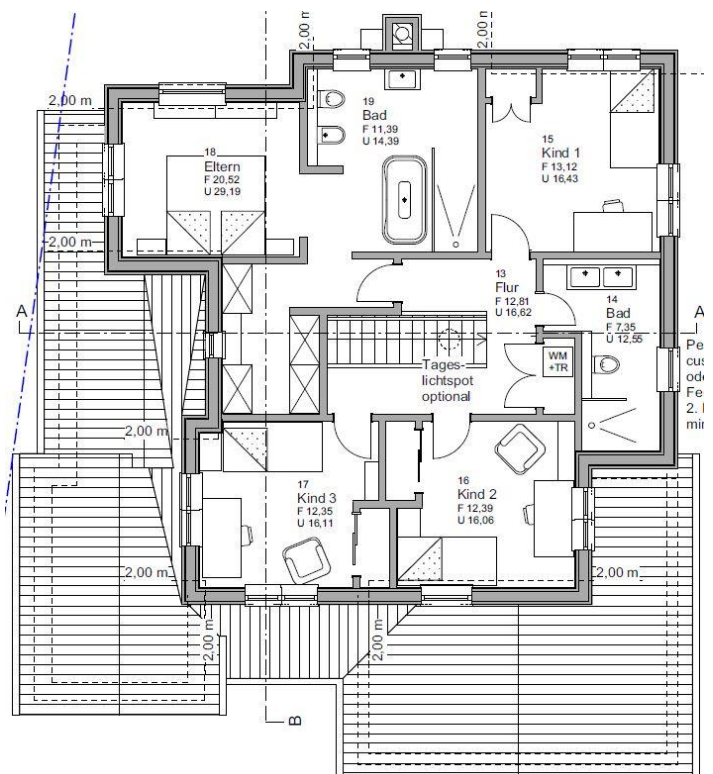 2,00 m
2,00 m
2,00 m
19
Bad
F 11,39
U 14,39
15
Kind 1
F 13,12
U 16,43
18
Eltern
F 20,52
U 29,19
2,00 m
13
Flur
F 12,81
U 16,62
14
Bad
F 7,35
U 12,55
A
A
WM
+TR
Tages-
lichtspot
optional
2,00 m
17
Kind 3
F 12,35
U 16,11
16
Kind 2
F 12,39
U 16,06
2,00 m
2,00 m
2,00 m
2,00 m
B